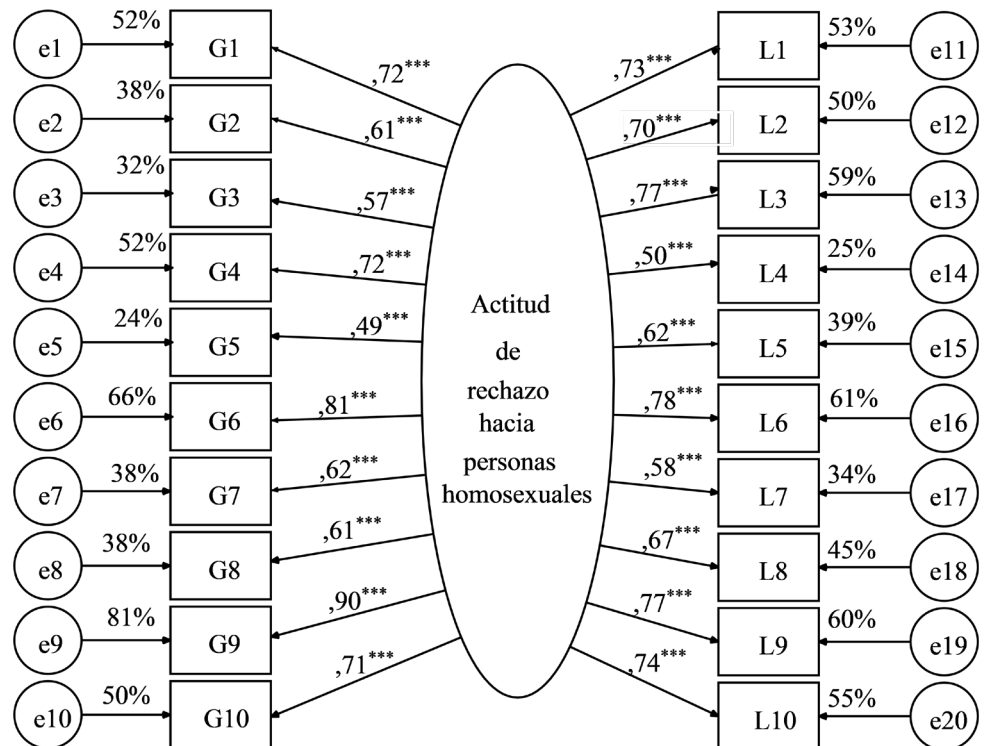 e1 52% G1 ,72*** ,73*** L1 53% e11
e2 38% G2 ,61*** ,70*** L2 50% e12
e3 32% G3 ,57*** ,77*** L3 59% e13
e4 52% G4 ,72*** ,50*** L4 25% e14
e5 24% G5 ,49*** ,62*** L5 39% e15
e6 66% G6 ,81*** ,78*** L6 61% e16
e7 38% G7 ,62*** ,58*** L7 34% e17
e8 38% G8 ,61*** ,67*** L8 45% e18
e9 81% G9 ,90*** ,77*** L9 60% e19
e10 50% G10 ,71*** ,74*** L10 55% e20
Actitud
de
rechazo
hacia
personas
homosexuales